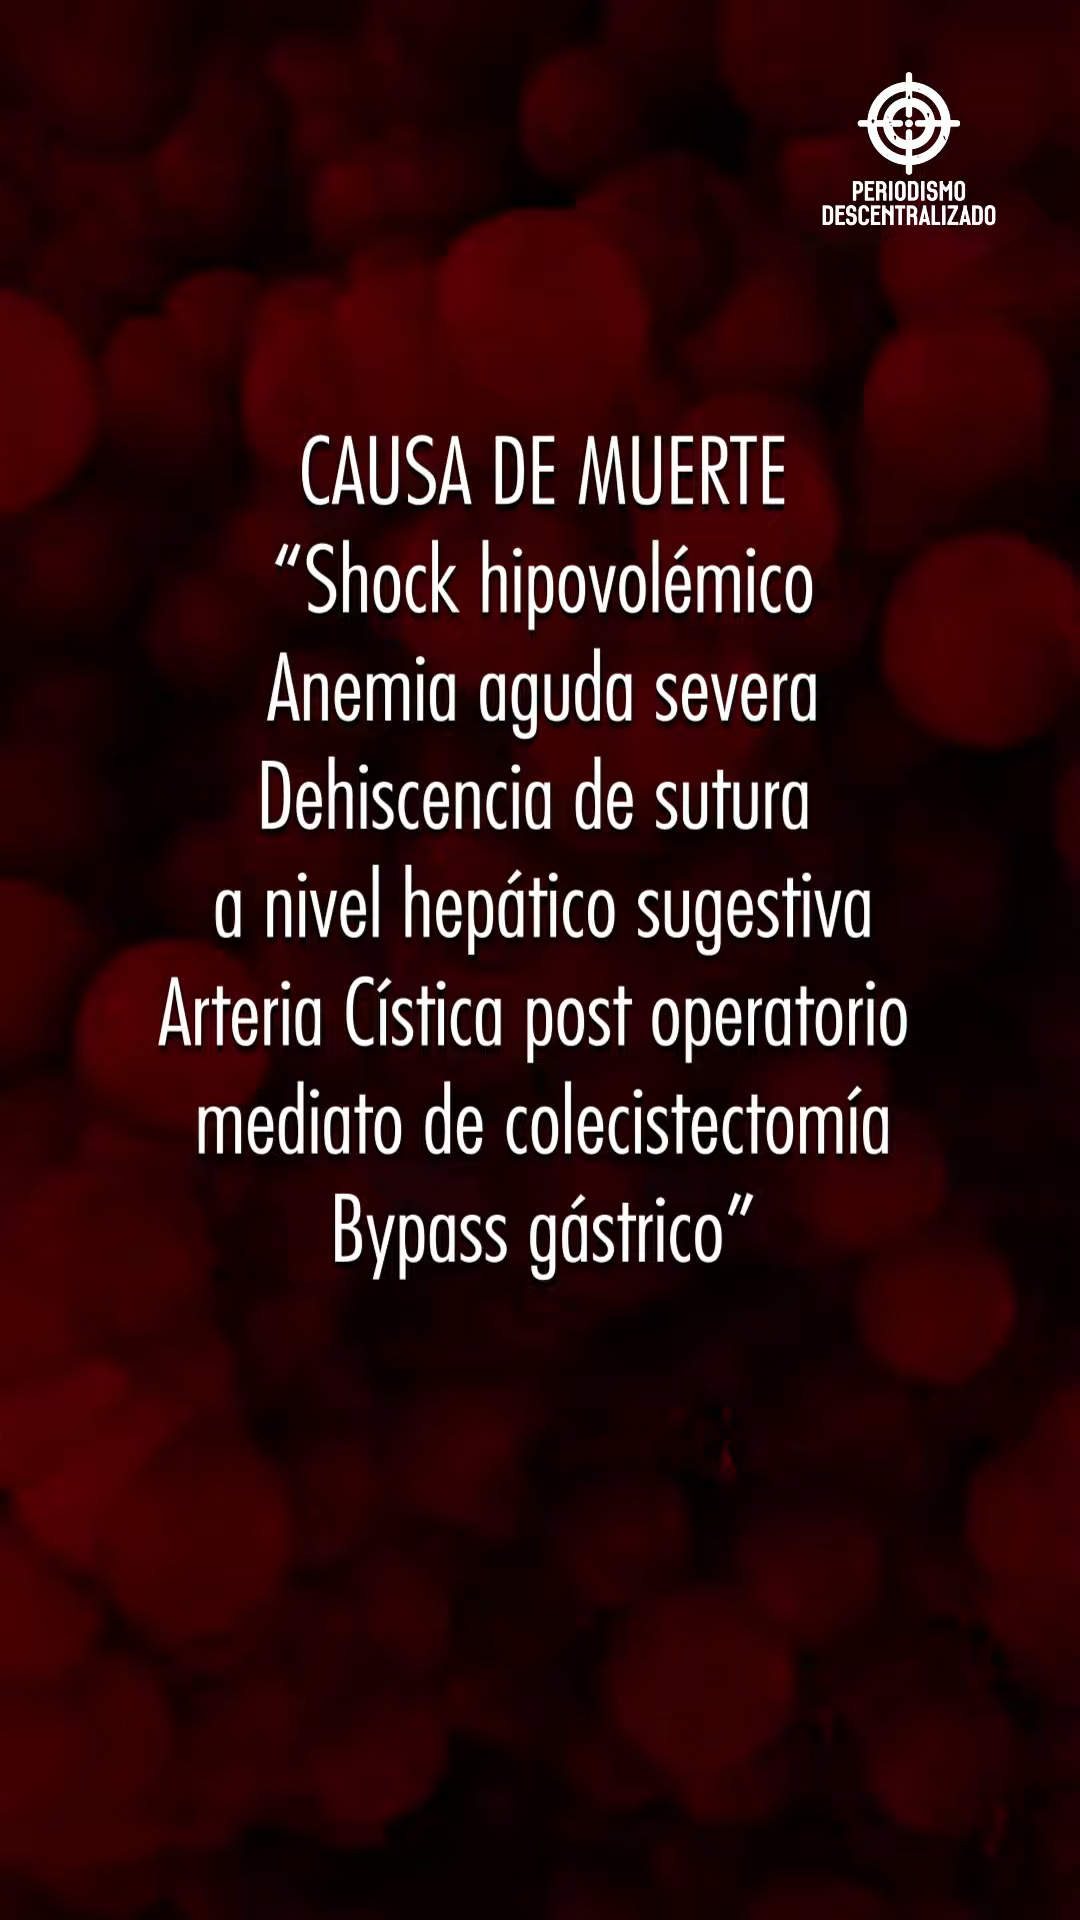 PERIODISMO
DESCENTRALIZADO
CAUSA DE MUERTE
“Shock hipovolémico
Anemia aguda severa
Dehiscencia de sutura
a nivel hepático sugestiva
Arteria Cística post operatorio
mediato de colecistectomía
Bypass gástrico”